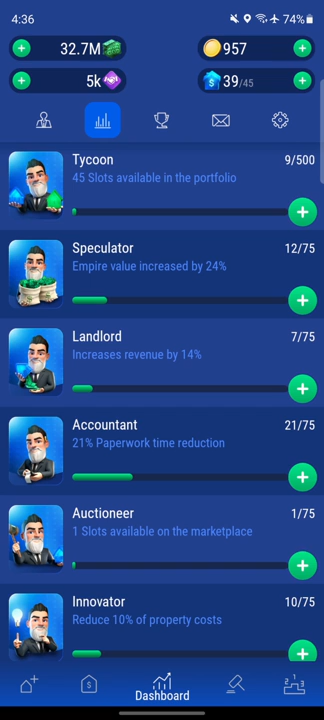 4:36
74%
32.7M
957
5k
39/45
Tycoon
9/500
45 Slots available in the portfolio
Speculator
12/75
Empire value increased by 24%
Landlord
7/75
Increases revenue by 14%
Accountant
21/75
21% Paperwork time reduction
Auctioneer
1/75
1 Slots available on the marketplace
Innovator
10/75
Reduce 10% of property costs
Dashboard